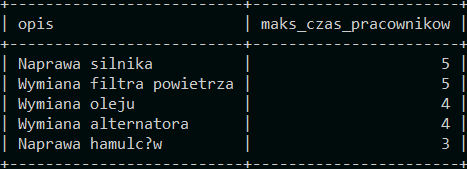 opis maks_czas_pracownikow
Naprawa silnika 5
Wymiana filtra powietrza 5
Wymiana oleju 4
Wymiana alternatora 4
Naprawa hamulc?w 3